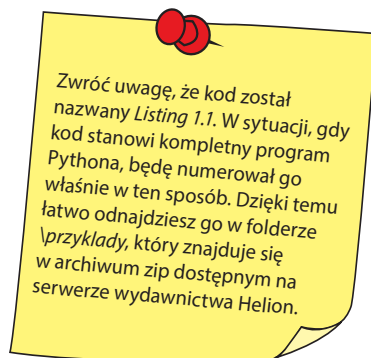 Zwróć uwagę, że kod został
nazwany Listing 1.1. W sytuacji, gdy
kod stanowi kompletny program
Pythona, będę numerował go
właśnie w ten sposób. Dzięki temu
łatwo odnajdziesz go w folderze
\przyklady, który znajduje się
w archiwum zip dostępnym na
serwerze wydawnictwa Helion.